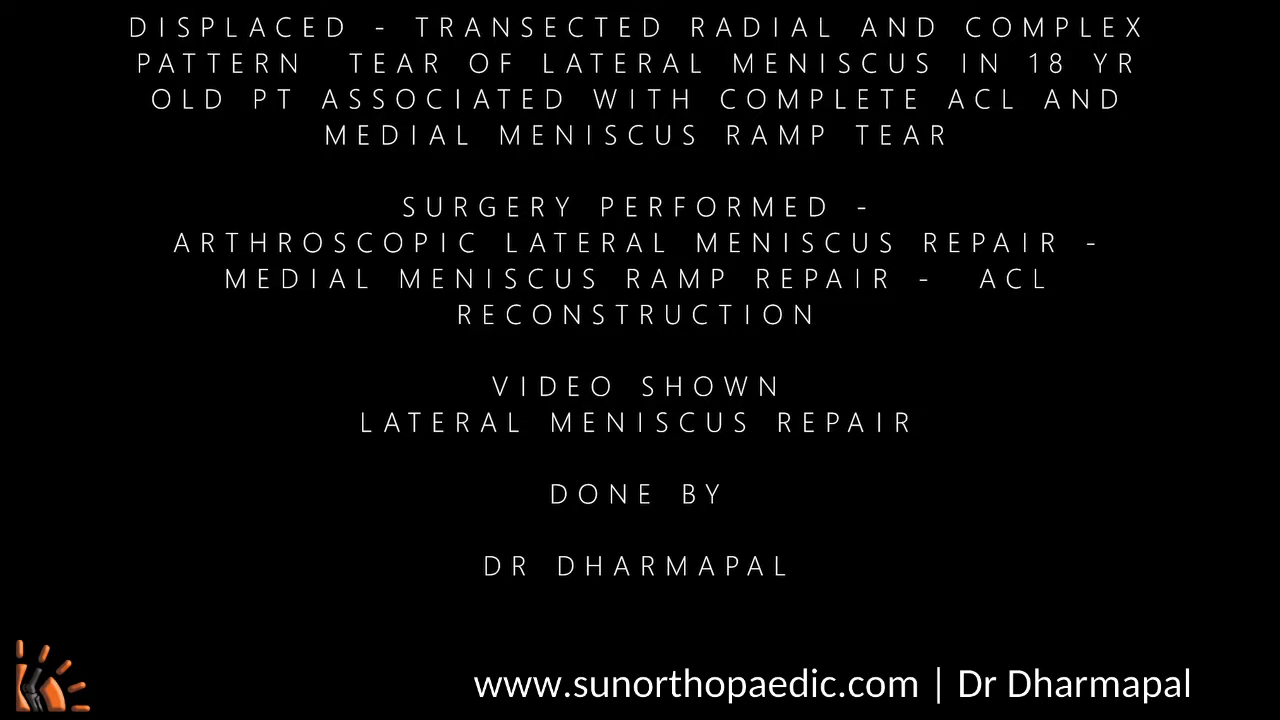 DISPLACED - TRANSECTED RADIAL AND COMPLEX
PATTERN TEAR OF LATERAL MENISCUS IN 18 YR
OLD PT ASSOCIATED WITH COMPLETE ACL AND
MEDIAL MENISCUS RAMP TEAR
SURGERY PERFORMED -
ARTHROSCOPIC LATERAL MENISCUS REPAIR -
MEDIAL MENISCUS RAMP REPAIR - ACL
RECONSTRUCTION
VIDEO SHOWN
LATERAL MENISCUS REPAIR
DONE BY
DR DHARMAPAL
www.sunorthopaedic.com | Dr Dharmapal